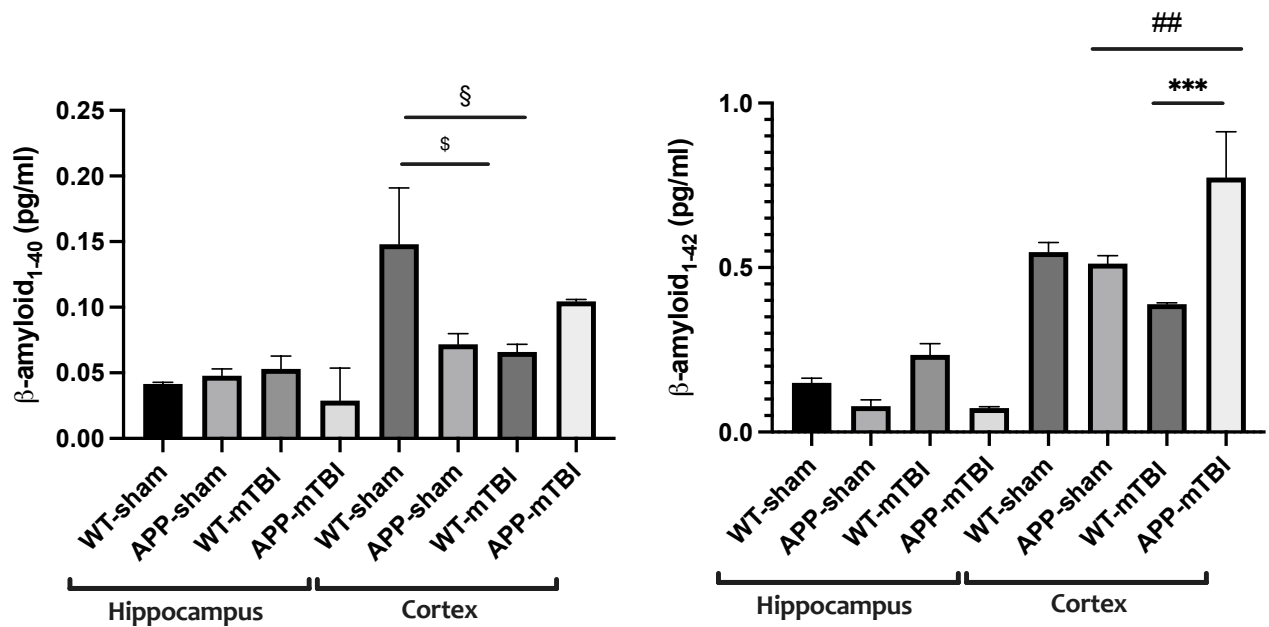 β-amyloid1-40 (pg/ml)
0.25
0.20
0.15
0.10
0.05
0.00
§
$
WT-sham
APP-sham
WT-mTBI
APP-mTBI
WT-sham
APP-sham
WT-mTBI
APP-mTBI
Hippocampus
Cortex
β-amyloid1-42 (pg/ml)
1.0
0.5
0.0
##
***
WT-sham
APP-sham
WT-mTBI
APP-mTBI
WT-sham
APP-sham
WT-mTBI
APP-mTBI
Hippocampus
Cortex